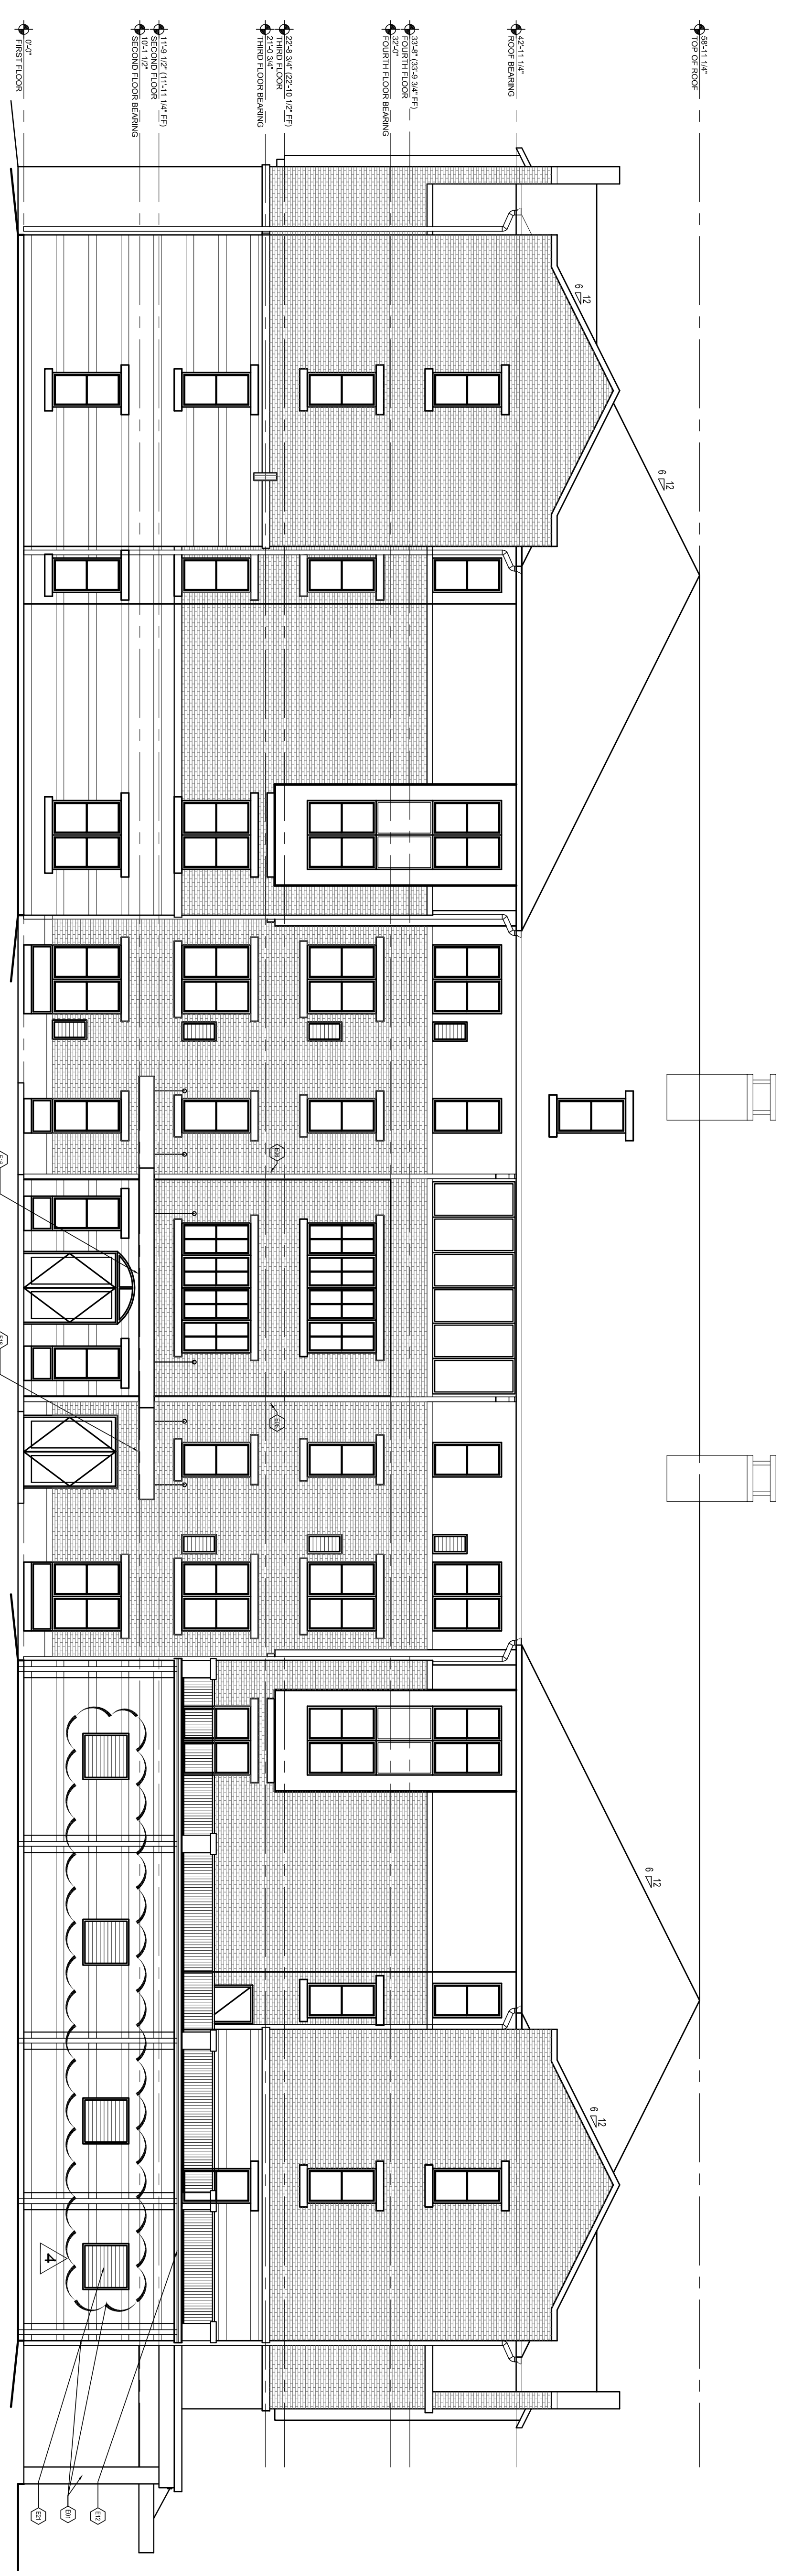 58'-11 1/4"
TOP OF ROOF
42'-11 1/4"
ROOF BEARING
33'-8" (33'-9 3/4" FF)
FOURTH FLOOR
32'-0"
FOURTH FLOOR BEARING
22'-8 3/4" (22'-10 1/2" FF)
THIRD FLOOR
21'-0 3/4"
THIRD FLOOR BEARING
11'-9 1/2" (11'-11 1/4" FF)
SECOND FLOOR
10'-1 1/2"
SECOND FLOOR BEARING
0'-0"
FIRST FLOOR
12
6
12
6
12
6
12
6
4
E12
E01
E21